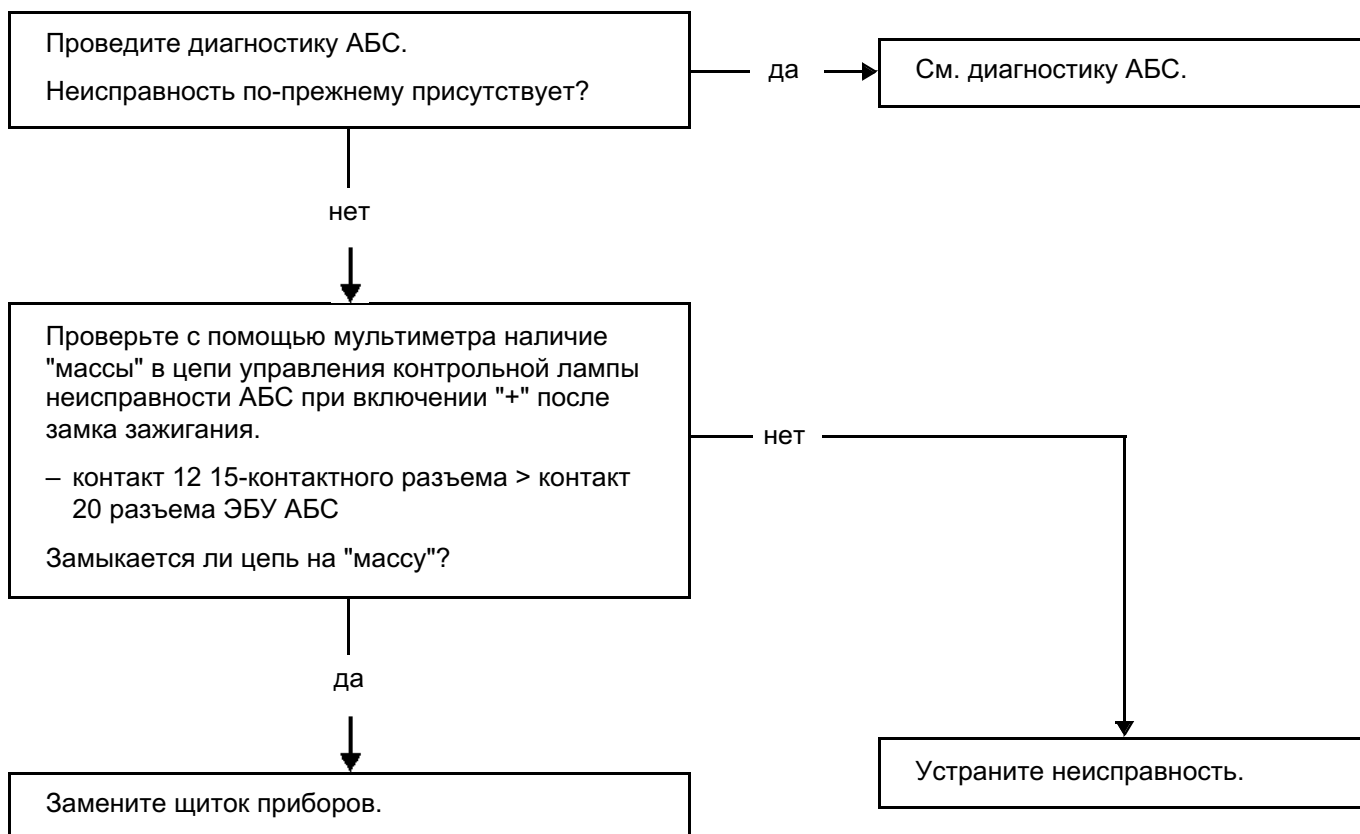 Проведите диагностику АБС.
Неисправность по-прежнему присутствует?
да
См. диагностику АБС.
нет
Проверьте с помощью мультиметра наличие
"массы" в цепи управления контрольной лампы
неисправности АБС при включении "+" после
замка зажигания.
– контакт 12 15-контактного разъема > контакт
20 разъема ЭБУ АБС
Замыкается ли цепь на "массу"?
нет
да
Устраните неисправность.
Замените щиток приборов.